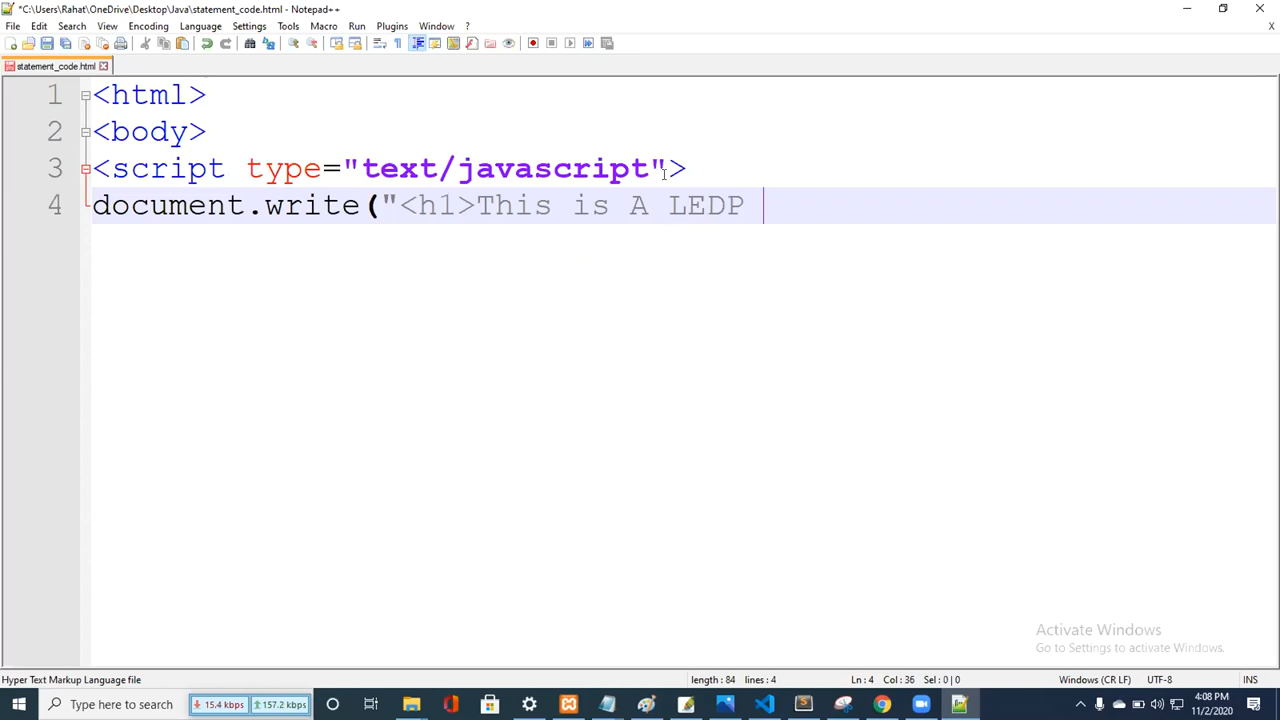 *C:\Users\Rahat\OneDrive\Desktop\Java\statement_code.html - Notepad++
File Edit Search View Encoding Language Settings Tools Macro Run Plugins Window ?
X
statement_code.html
1 <html>
2 <body>
3 <script type="text/javascript">
4 document.write("<h1>This is A LEDP
Activate Windows
Go to Settings to activate Windows.
Hyper Text Markup Language file length : 84 lines : 4 Ln : 4 Col : 36 Sel : 0 | 0 Windows (CR LF) UTF-8 INS
Type here to search 15.4 kbps 157.2 kbps 4:08 PM
11/2/2020